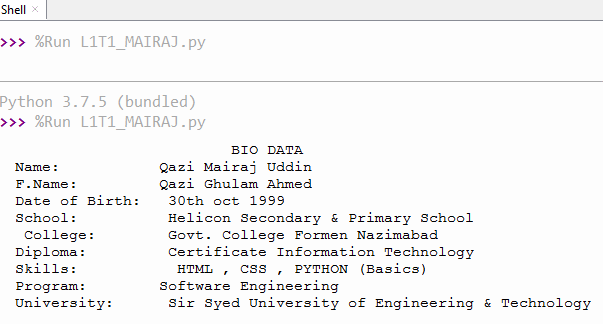 Shell ×
>>> %Run L1T1_MAIRAJ.py
Python 3.7.5 (bundled)
>>> %Run L1T1_MAIRAJ.py
BIO DATA
Name: Qazi Mairaj Uddin
F.Name: Qazi Ghulam Ahmed
Date of Birth: 30th oct 1999
School: Helicon Secondary & Primary School
College: Govt. College Formen Nazimabad
Diploma: Certificate Information Technology
Skills: HTML , CSS , PYTHON (Basics)
Program: Software Engineering
University: Sir Syed University of Engineering & Technology